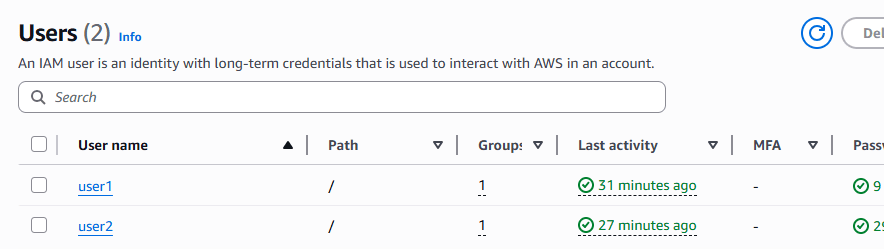 Users (2) Info
Del
An IAM user is an identity with long-term credentials that is used to interact with AWS in an account.
Search
User name Path Groups Last activity MFA Passw
user1 / 1 31 minutes ago - 9
user2 / 1 27 minutes ago -